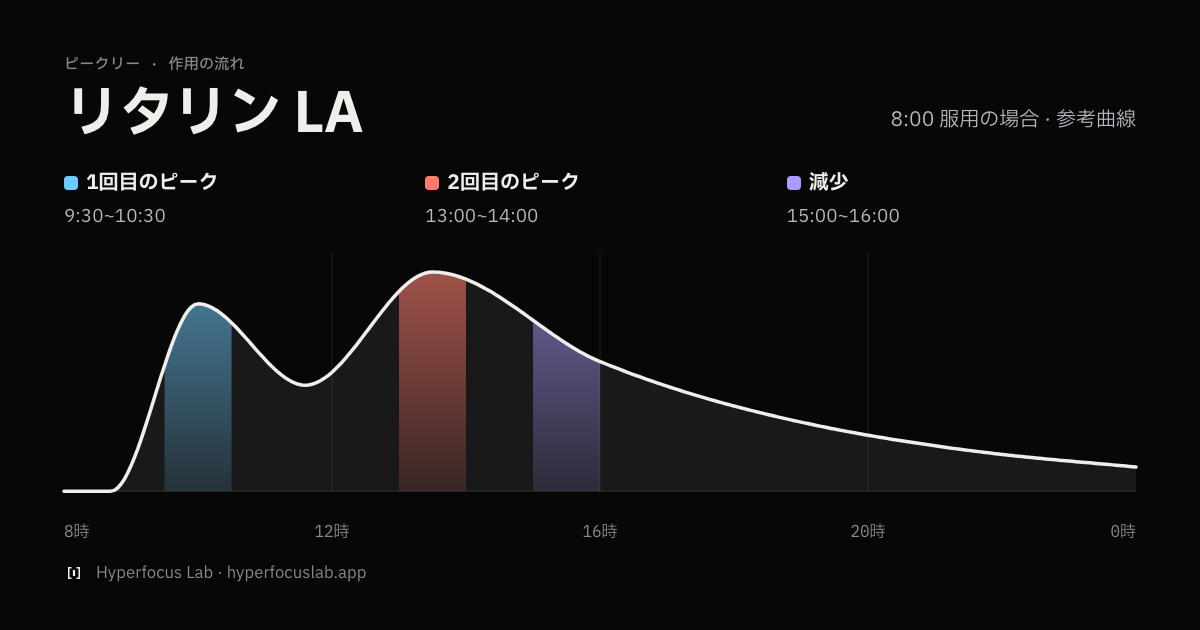 ピークリー · 作用の流れ
リタリン LA
8:00 服用の場合 · 参考曲線
1回目のピーク
9:30~10:30
2回目のピーク
13:00~14:00
減少
15:00~16:00
8時
12時
16時
20時
0時
Hyperfocus Lab · hyperfocuslab.app